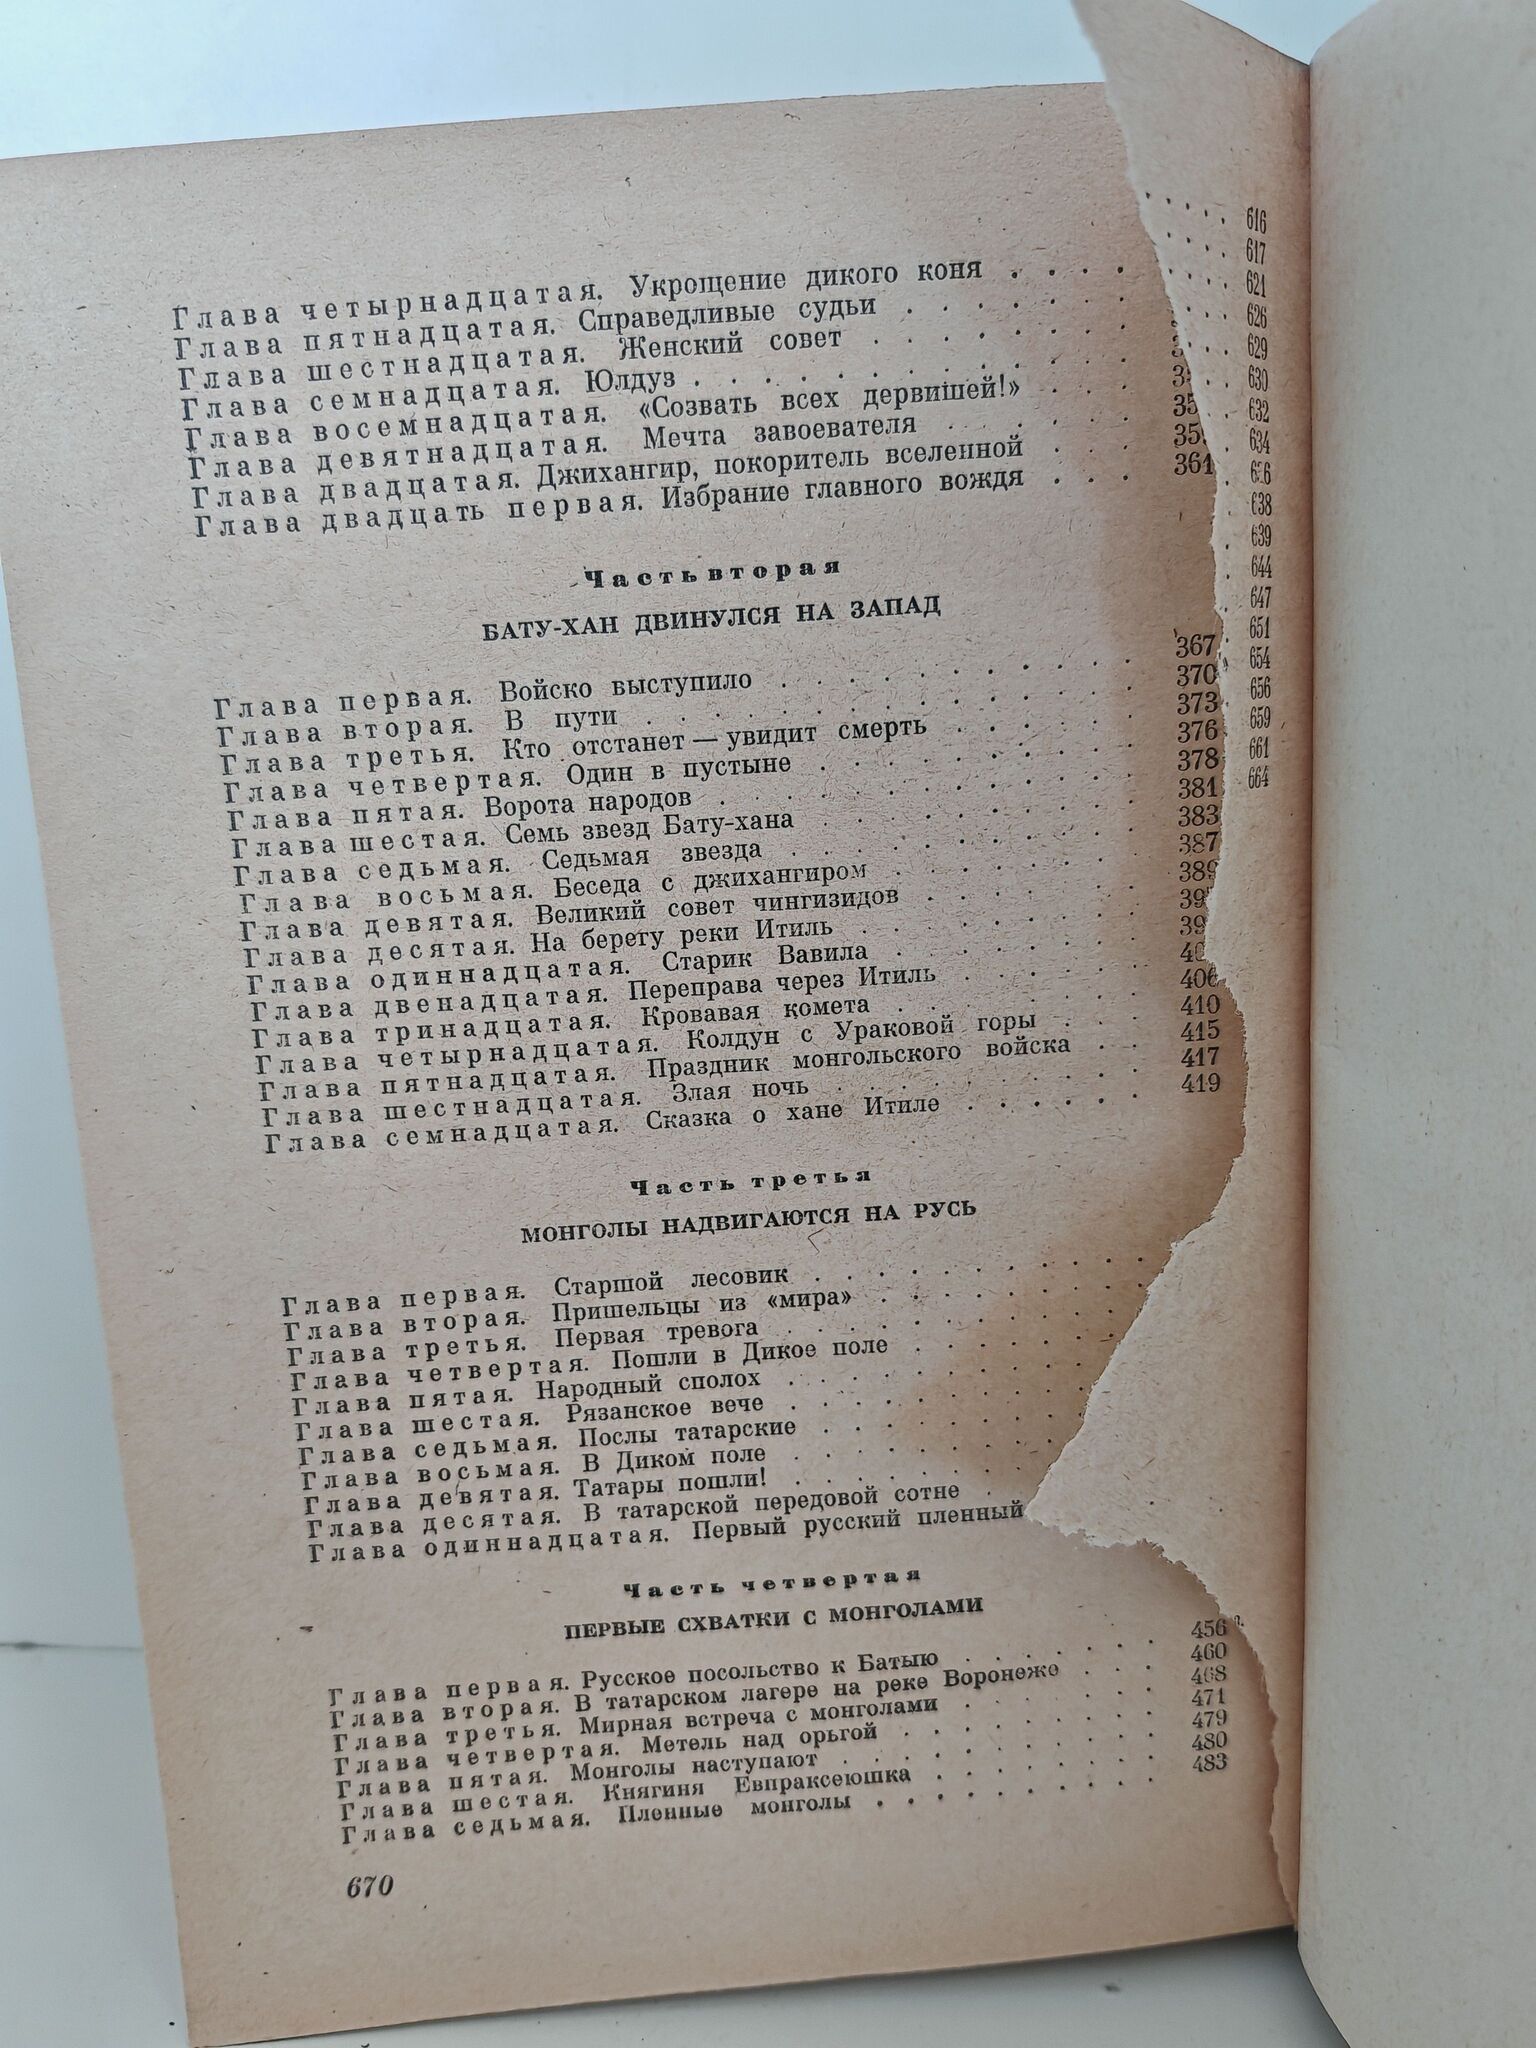 Глава четырнадцатая. Укрощение дикого коня . . . . .
Глава пятнадцатая. Справедливые судьи . . . . . . .
Глава шестнадцатая. Женский совет . . . . . . . .
Глава семнадцатая. Юлдуз . . . . . . . . . . .
Глава восемнадцатая. «Созвать всех дервишей!» . . .
Глава девятнадцатая. Мечта завоевателя . . . . .
Глава двадцатая. Джихангир, покоритель вселенной . . .
Глава двадцать первая. Избрание главного вождя . . . 361
Часть вторая
БАТУ-ХАН ДВИНУЛСЯ НА ЗАПАД
Глава первая. Войско выступило . . . . . . . . . 367
Глава вторая. В пути . . . . . . . . . . . . 370
Глава третья. Кто отстанет — увидит смерть . . . . . 373
Глава четвертая. Один в пустыне . . . . . . . . 376
Глава пятая. Ворота народов . . . . . . . . . . 378
Глава шестая. Семь звезд Бату-хана . . . . . . . 381
Глава седьмая. Седьмая звезда . . . . . . . . . 383
Глава восьмая. Беседа с джихангиром . . . . . . 387
Глава девятая. Великий совет чингизидов . . . . . 389
Глава десятая. На берегу реки Итиль . . . . . . .
Глава одиннадцатая. Старик Вавила . . . . . . .
Глава двенадцатая. Переправа через Итиль . . . . .
Глава тринадцатая. Кровавая комета . . . . . . . 406
Глава четырнадцатая. Колдун с Ураковой горы . . . 410
Глава пятнадцатая. Праздник монгольского войска . . 415
Глава шестнадцатая. Злая ночь . . . . . . . . . 417
Глава семнадцатая. Сказка о хане Итиле . . . . . . 419
Часть третья
МОНГОЛЫ НАДВИГАЮТСЯ НА РУСЬ
Глава первая. Старшой лесовик . . . . . . . . .
Глава вторая. Пришельцы из «мира» . . . . . . .
Глава третья. Первая тревога . . . . . . . . .
Глава четвертая. Пошли в Дикое поле . . . . . .
Глава пятая. Народный сполох . . . . . . . .
Глава шестая. Рязанское вече . . . . . . . .
Глава седьмая. Послы татарские . . . . . . .
Глава восьмая. В Диком поле . . . . . . . .
Глава девятая. Татары пошли! . . . . . . .
Глава десятая. В татарской передовой сотне .
Глава одиннадцатая. Первый русский пленный
Часть четвертая
ПЕРВЫЕ СХВАТКИ С МОНГОЛАМИ
Глава первая. Русское посольство к Батыю . . . . . . 456
Глава вторая. В татарском лагере на реке Воронеже . . . 460
Глава третья. Мирная встреча с монголами . . . . . . 468
Глава четвертая. Метель над орьгой . . . . . . . 471
Глава пятая. Монголы наступают . . . . . . . . 479
Глава шестая. Княгиня Евпраксеюшка . . . . . . . 480
Глава седьмая. Пленные монголы . . . . . . . . . 483
670
616
617
621
626
629
630
632
634
636
638
639
644
647
651
654
656
659
661
664